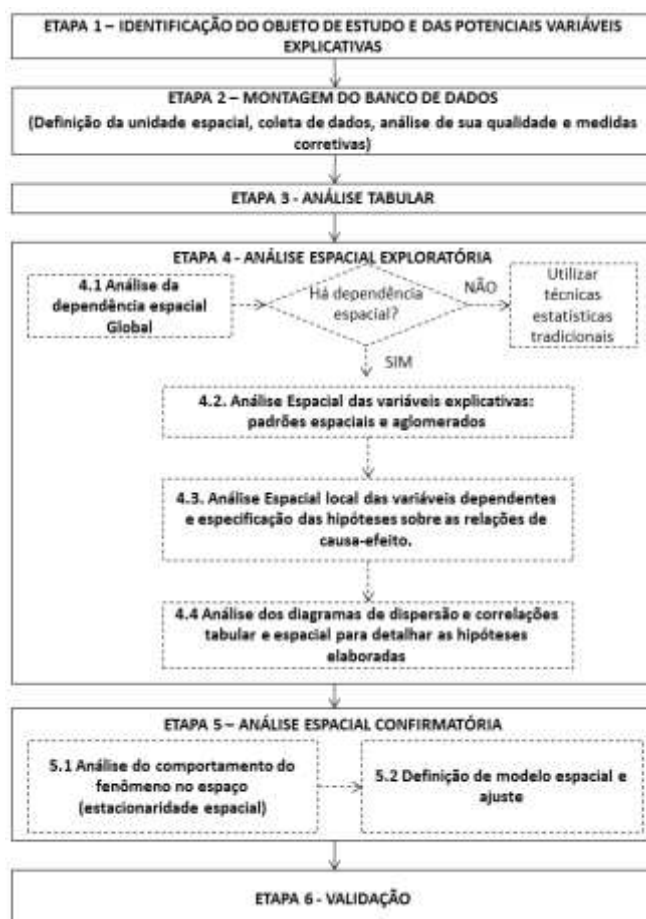 ETAPA 1 – IDENTIFICAÇÃO DO OBJETO DE ESTUDO E DAS POTENCIAIS VARIÁVEIS
EXPLICATIVAS
ETAPA 2 – MONTAGEM DO BANCO DE DADOS
(Definição da unidade espacial, coleta de dados, análise de sua qualidade e medidas
corretivas)
ETAPA 3 - ANÁLISE TABULAR
ETAPA 4 - ANÁLISE ESPACIAL EXPLORATÓRIA
4.1 Análise da
dependência espacial
Global
Há dependência
espacial?
NÃO
Utilizar
técnicas
estatísticas
tradicionais
SIM
4.2. Análise Espacial das variáveis explicativas:
padrões espaciais e aglomerados
4.3. Análise Espacial local das variáveis dependentes
e especificação das hipóteses sobre as relações de
causa-efeito.
4.4 Análise dos diagramas de dispersão e correlações
tabular e espacial para detalhar as hipóteses
elaboradas
ETAPA 5 – ANÁLISE ESPACIAL CONFIRMATÓRIA
5.1 Análise do comportamento do
fenômeno no espaço
(estacionaridade espacial)
5.2 Definição de modelo espacial e
ajuste
ETAPA 6 - VALIDAÇÃO